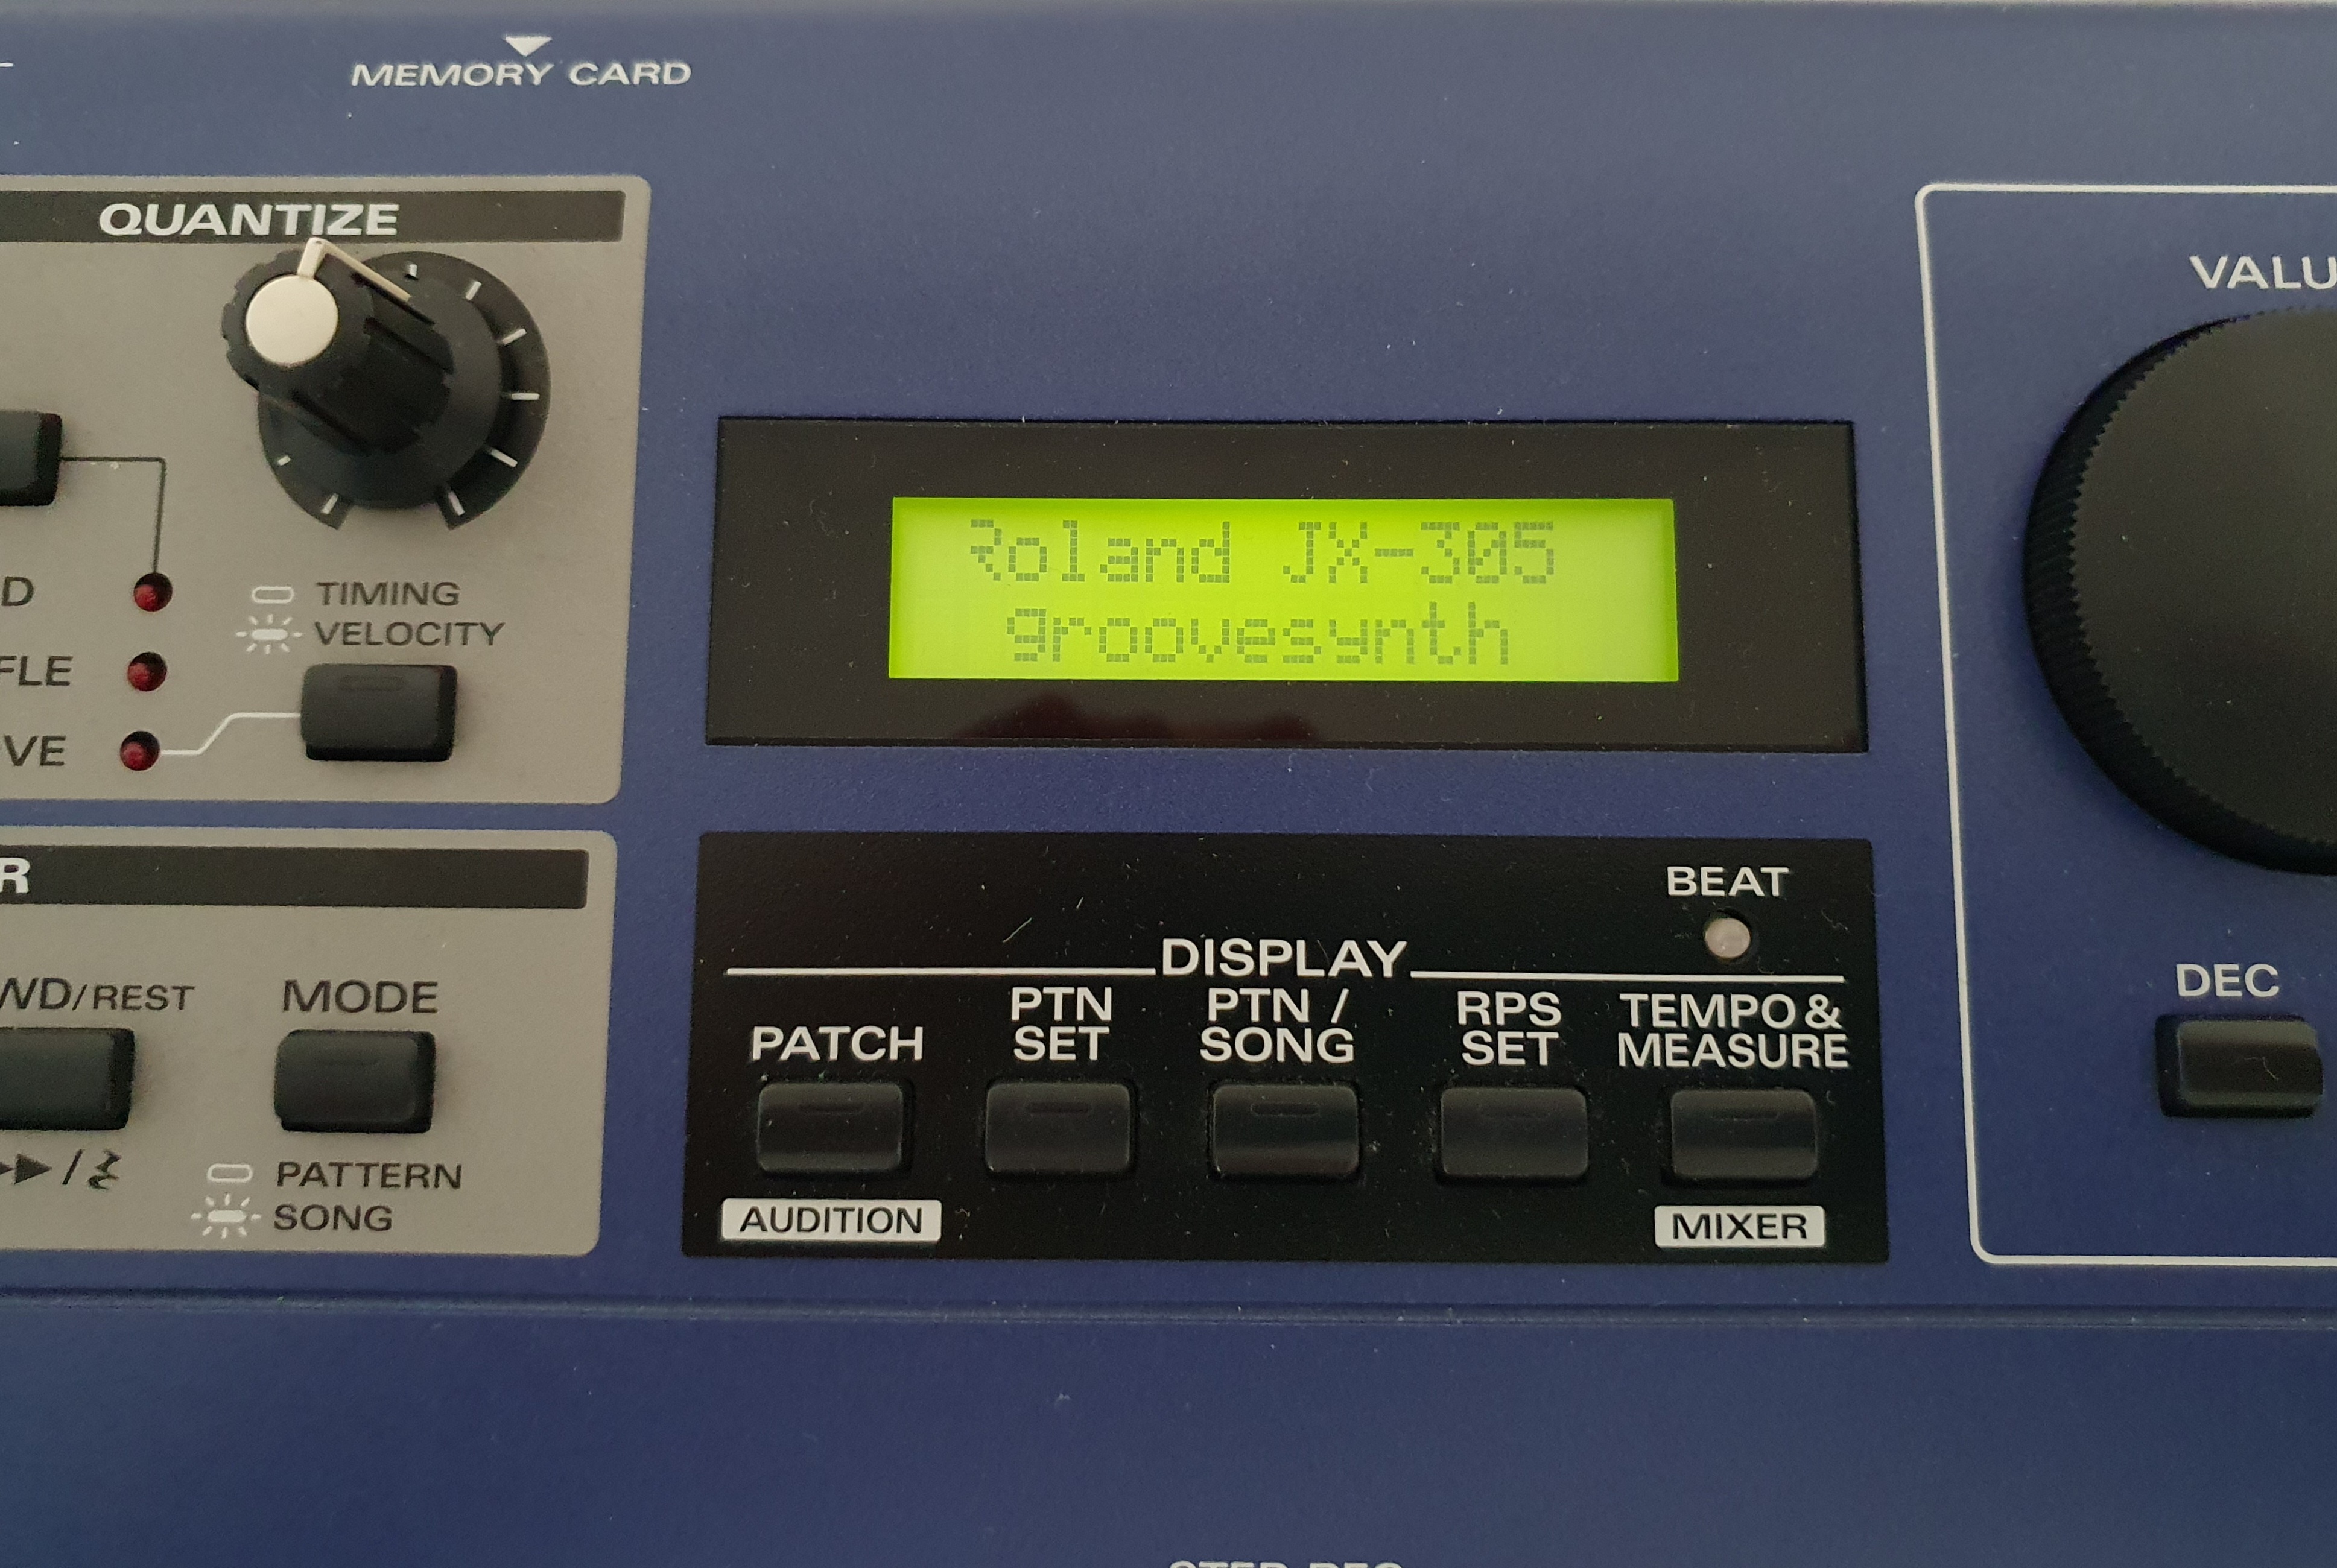 MEMORY CARD
QUANTIZE
TIMING
VELOCITY
MODE
/REST
PATTERN
SONG
Roland JX-305
groovesynth
BEAT
DISPLAY
PATCH
PTN
SET
PTN /
SONG
RPS
SET
TEMPO &
MEASURE
AUDITION
MIXER
DEC